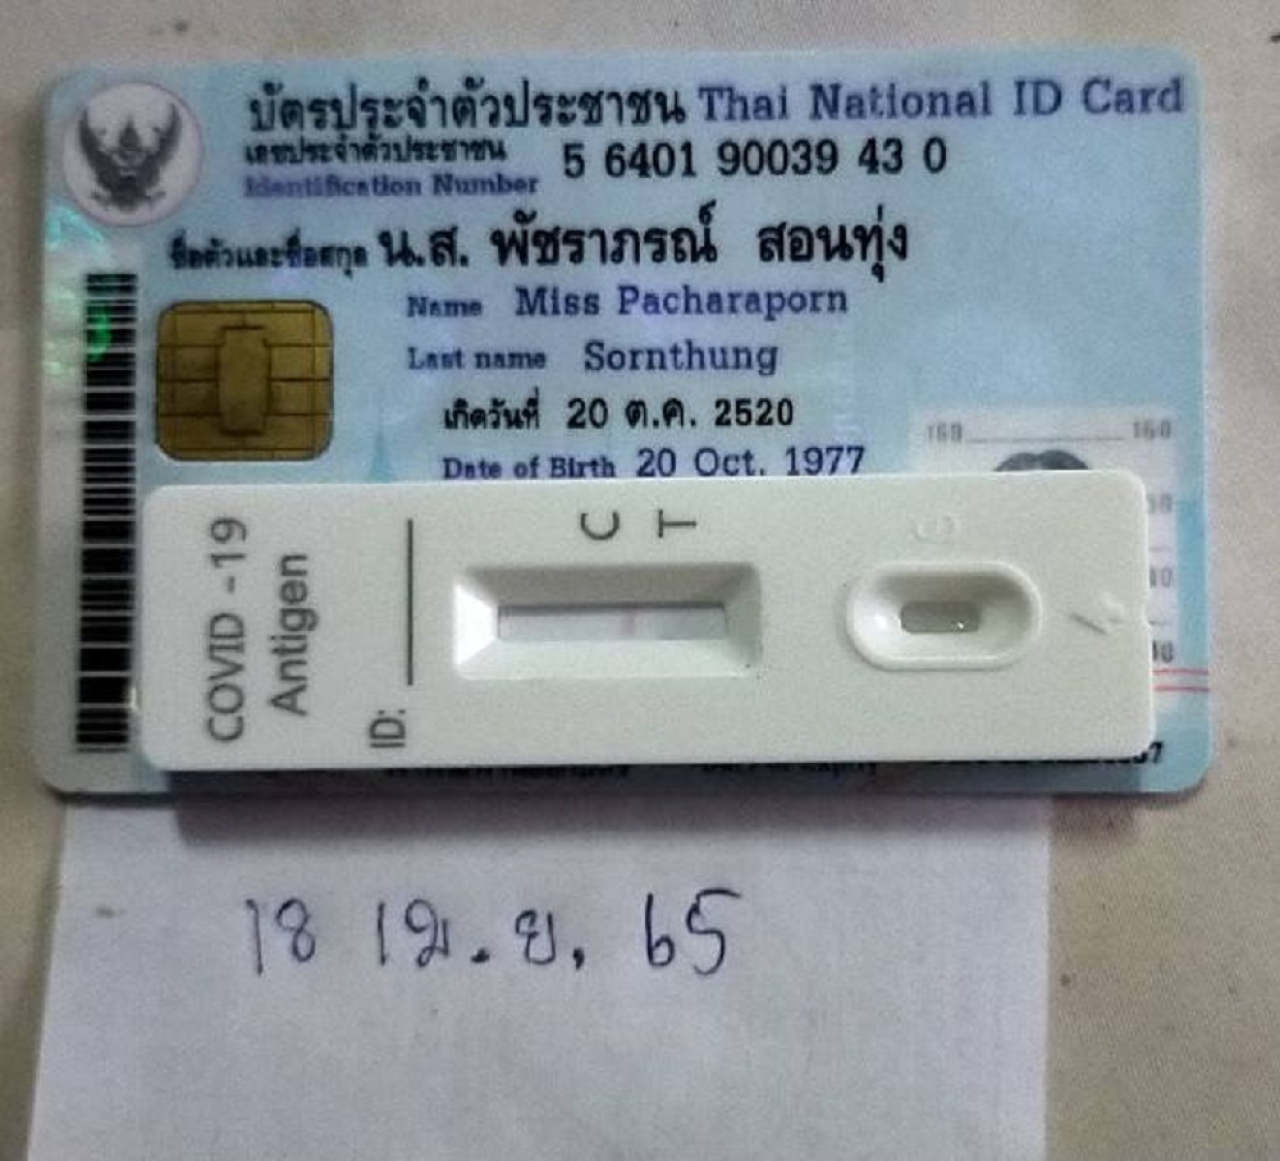 บัตรประจำตัวประชาชน Thai National ID Card
เลขประจำตัวประชาชน 5 6401 90039 43 0
Identification Number
ชื่อตัวและชื่อสกุล น.ส. พัชราภรณ์ สอนทุ่ง
Name Miss Pacharaporn
Last name Sornthung
เกิดวันที่ 20 ต.ค. 2520
Date of Birth 20 Oct. 1977
160 160
COVID -19
Antigen
ID:
C T
18 เม.ย. 65